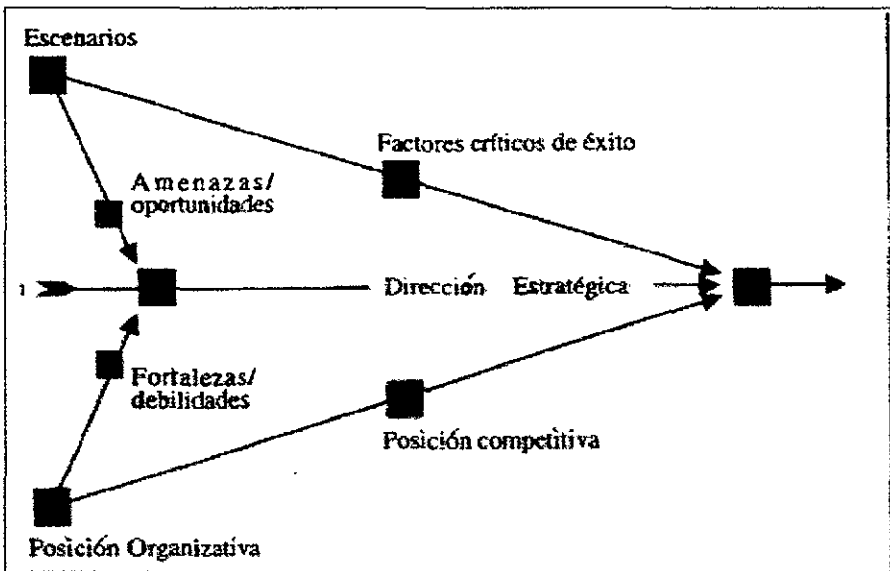 Escenarios
Factores críticos de éxito
Amenazas/
oportunidades
1
Dirección Estratégica
Fortalezas/
debilidades
Posición competitiva
Posición Organizativa